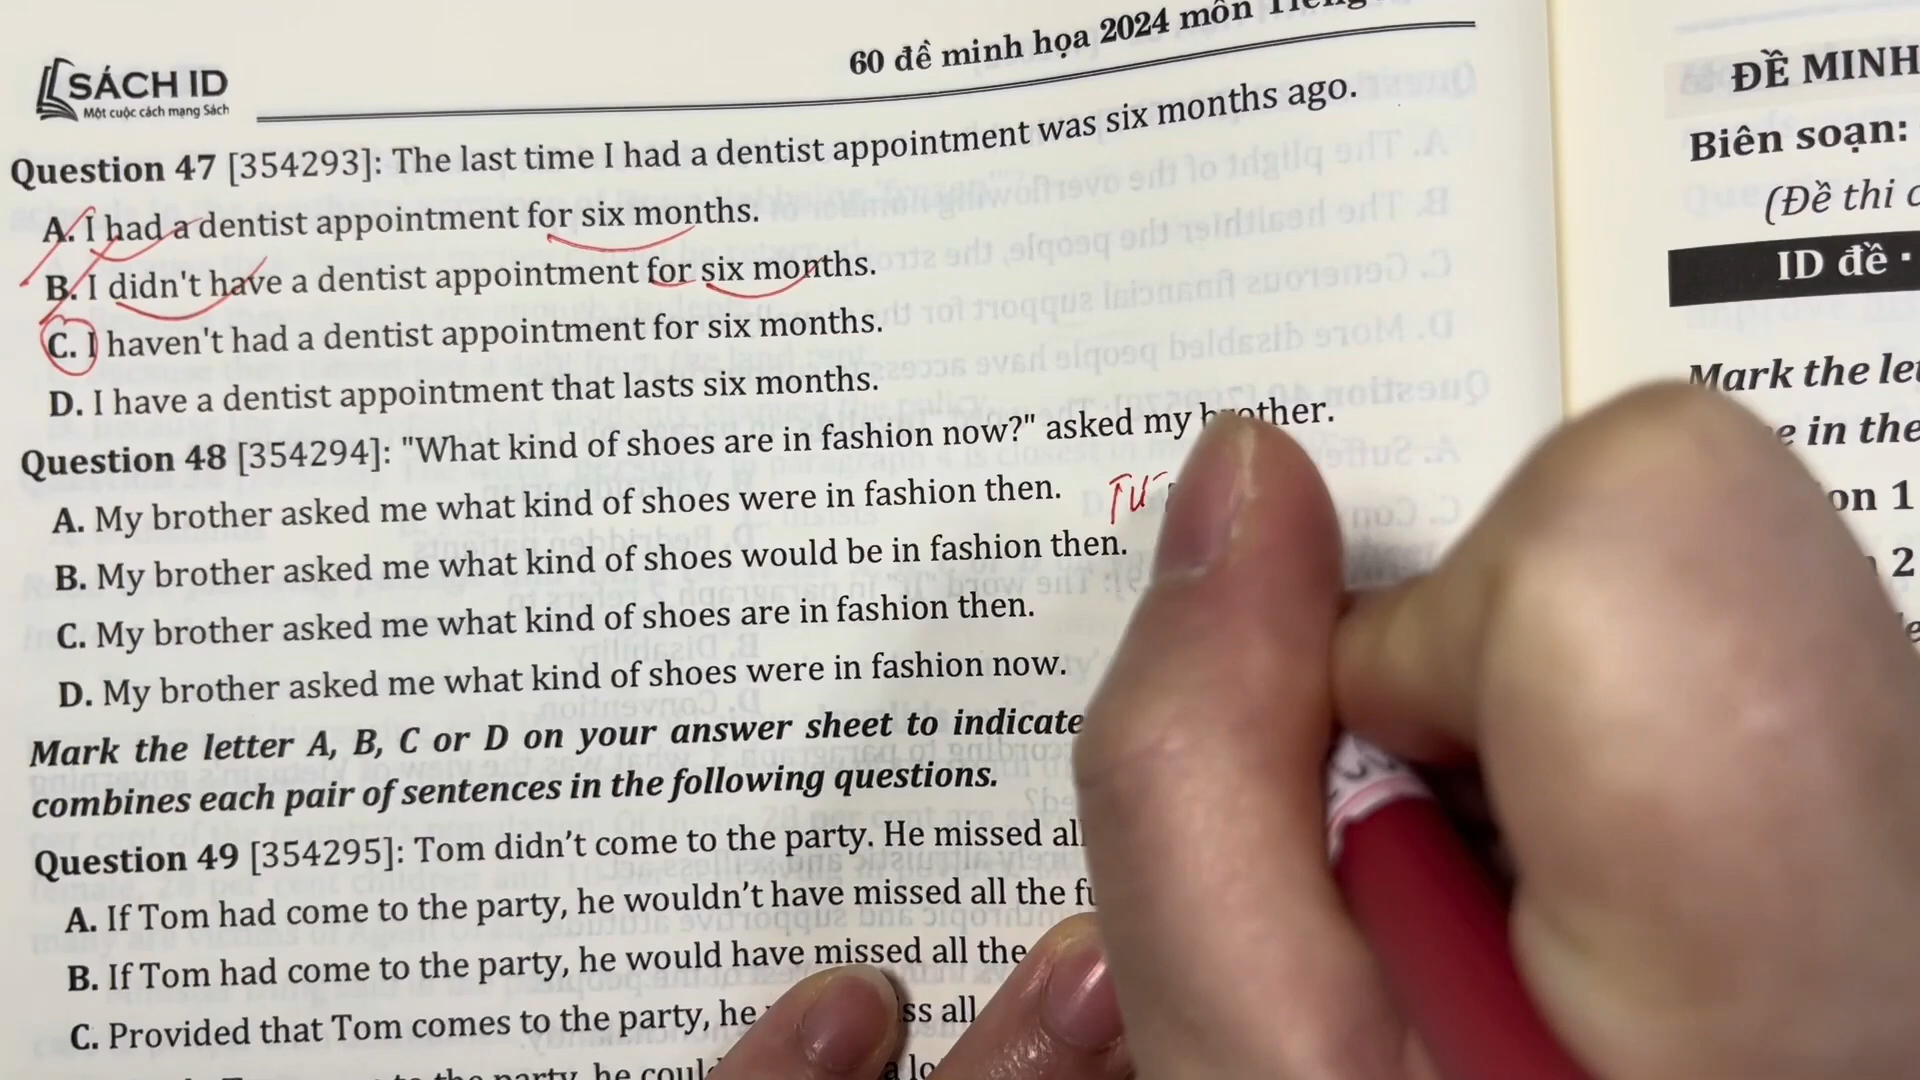 SÁCH ID
Một cuộc cách mạng Sách
60 đề minh họa 2024 môn
Question 47 [354293]: The last time I had a dentist appointment was six months ago.
A. I had a dentist appointment for six months.
B. I didn't have a dentist appointment for six months.
C. I haven't had a dentist appointment for six months.
D. I have a dentist appointment that lasts six months.
Question 48 [354294]: "What kind of shoes are in fashion now?" asked my brother.
A. My brother asked me what kind of shoes were in fashion then.
B. My brother asked me what kind of shoes would be in fashion then.
C. My brother asked me what kind of shoes are in fashion then.
D. My brother asked me what kind of shoes were in fashion now.
Mark the letter A, B, C or D on your answer sheet to indicate
combines each pair of sentences in the following questions.
Question 49 [354295]: Tom didn't come to the party. He missed al
A. If Tom had come to the party, he wouldn't have missed all the
B. If Tom had come to the party, he would have missed all the
C. Provided that Tom comes to the party, he ss all
party, he
ĐỀ MINH
Biên soạn:
(Đề thi
ID đề
Mark the
in the
on 1
2